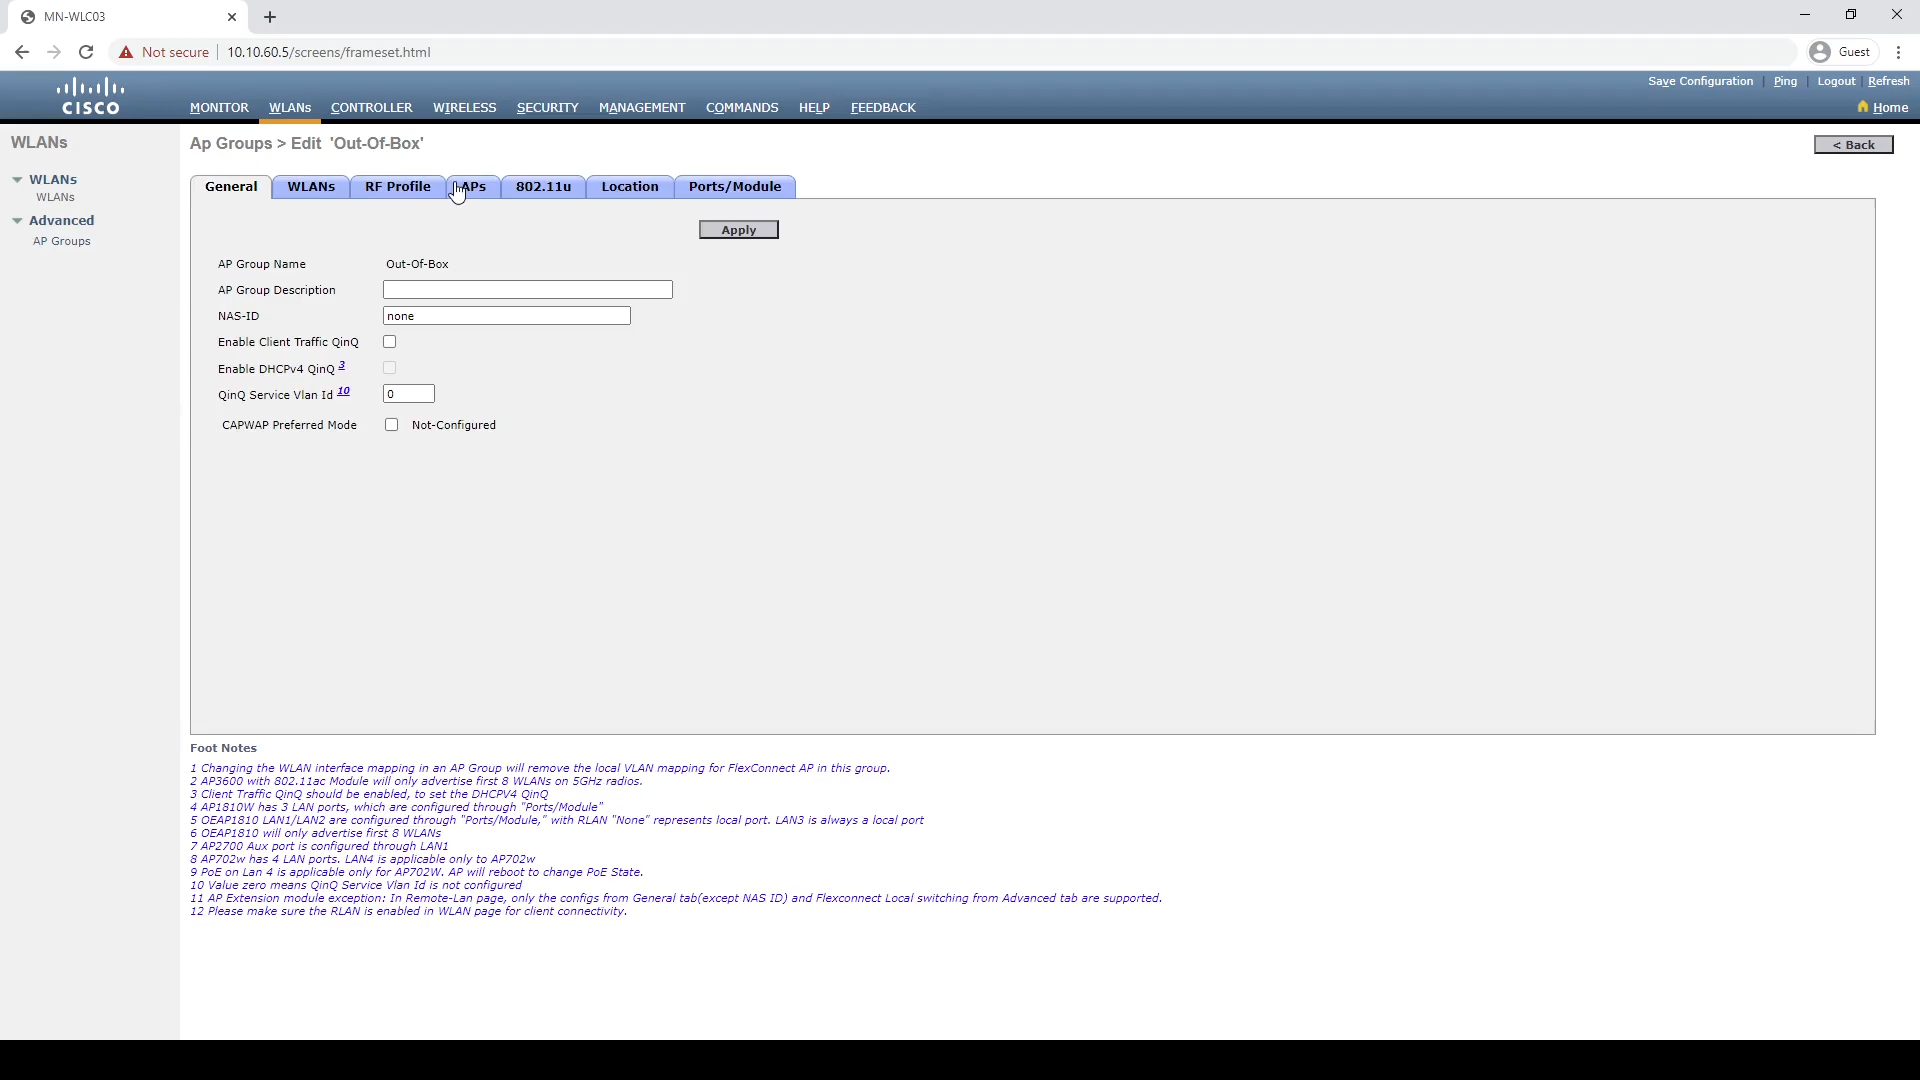 MN-WLC03
Not secure
10.10.60.5/screens/frameset.html
Guest
Save Configuration
Ping
Logout
Refresh
CISCO
MONITOR
WLANs
CONTROLLER
WIRELESS
SECURITY
MANAGEMENT
COMMANDS
HELP
FEEDBACK
Home
WLANs
WLANs
WLANs
Advanced
AP Groups
Ap Groups > Edit 'Out-Of-Box'
< Back
General
WLANs
RF Profile
APs
802.11u
Location
Ports/Module
Apply
AP Group Name Out-Of-Box
AP Group Description
NAS-ID none
Enable Client Traffic QinQ
Enable DHCPv4 QinQ 3
QinQ Service Vlan Id 10 0
CAPWAP Preferred Mode Not-Configured
Foot Notes
1 Changing the WLAN interface mapping in an AP Group will remove the local VLAN mapping for FlexConnect AP in this group.
2 AP3600 with 802.11ac Module will only advertise first 8 WLANs on 5GHz radios.
3 Client Traffic QinQ should be enabled, to set the DHCPV4 QinQ
4 AP1810W has 3 LAN ports, which are configured through "Ports/Module"
5 OEAP1810 LAN1/LAN2 are configured through "Ports/Module," with RLAN "None" represents local port. LAN3 is always a local port
6 OEAP1810 will only advertise first 8 WLANs
7 AP2700 Aux port is configured through LAN1
8 AP702w has 4 LAN ports. LAN4 is applicable only to AP702w
9 PoE on Lan 4 is applicable only for AP702W. AP will reboot to change PoE State.
10 Value zero means QinQ Service Vlan Id is not configured
11 AP Extension module exception: In Remote-Lan page, only the configs from General tab(except NAS ID) and Flexconnect Local switching from Advanced tab are supported.
12 Please make sure the RLAN is enabled in WLAN page for client connectivity.